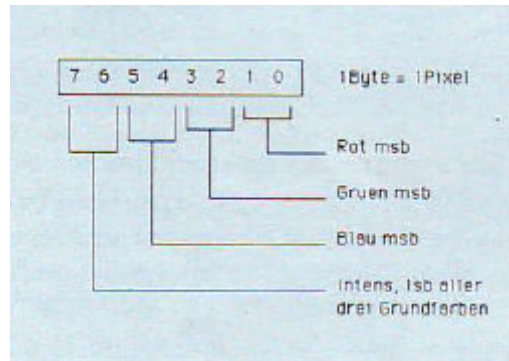 7 6 5 4 3 2 1 0 1Byte = 1Pixel
Rot msb
Gruen msb
Blau msb
Intens, lsb aller
drei Grundfarben